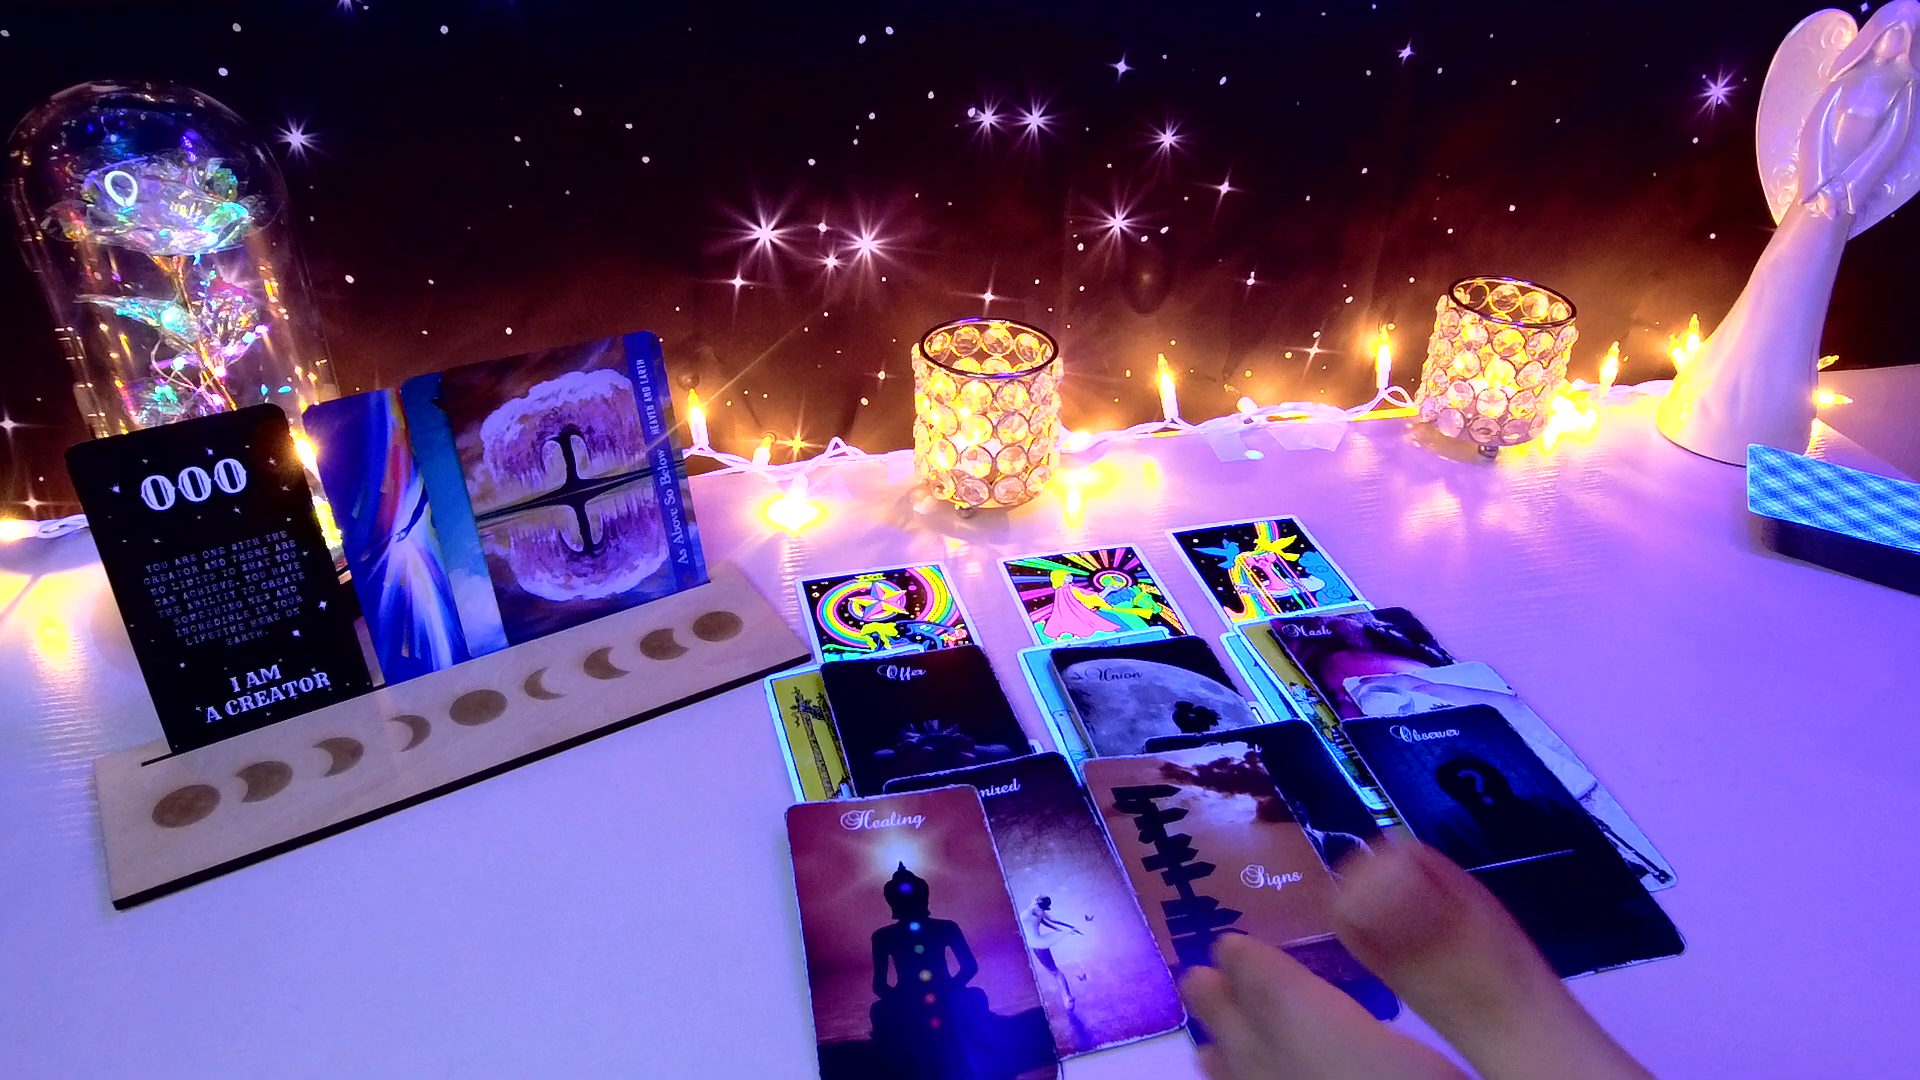 000
YOU ARE ONE WITH THE
CREATOR AND THERE ARE
NO LIMITS TO WHAT YOU
CAN ACHIEVE. YOU HAVE
THE ABILITY TO CREATE
SOMETHING NEW AND
INCREDIBLE IN YOUR
LIFETIME HERE ON
EARTH.
I AM
A CREATOR
As Above So Below
HEAVEN AND EARTH
Offer
Union
Mask
Observer
mired
Healing
Signs
?